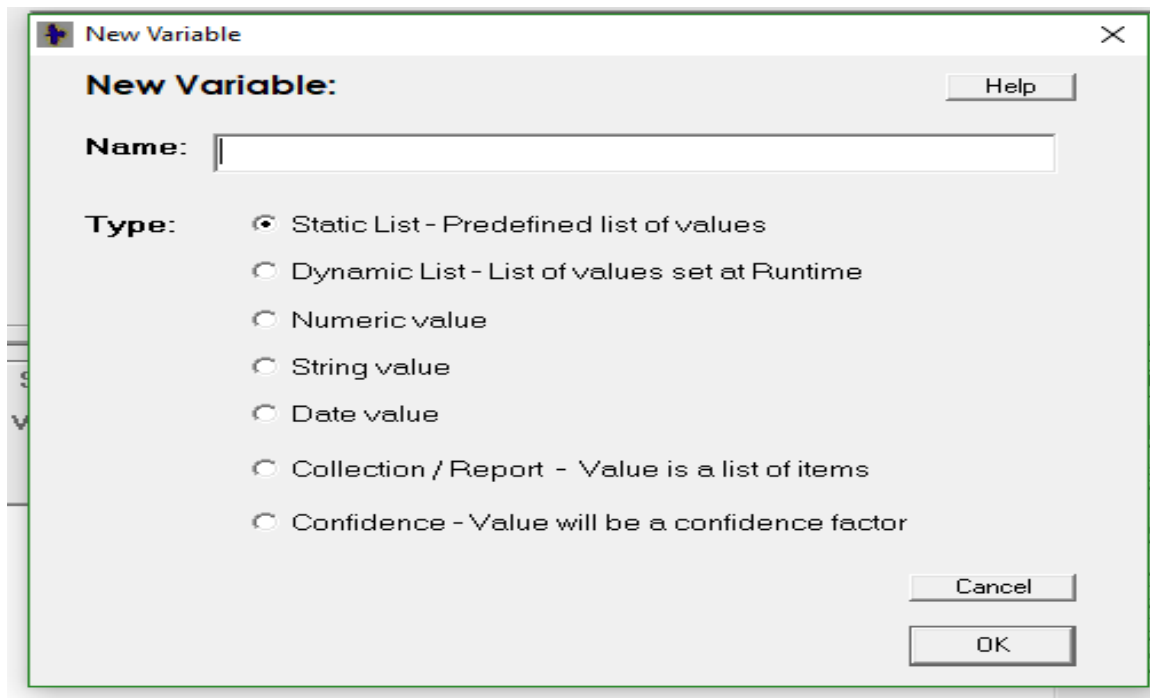 New Variable
New Variable:
Help
Name:
Type:
Static List - Predefined list of values
Dynamic List - List of values set at Runtime
Numeric value
String value
Date value
Collection / Report - Value is a list of items
Confidence - Value will be a confidence factor
Cancel
OK